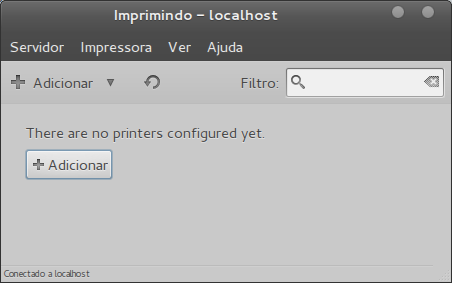 Imprimindo – localhost
Servidor Impressora Ver Ajuda
Adicionar Filtro:
There are no printers configured yet.
Adicionar
Conectado a localhost